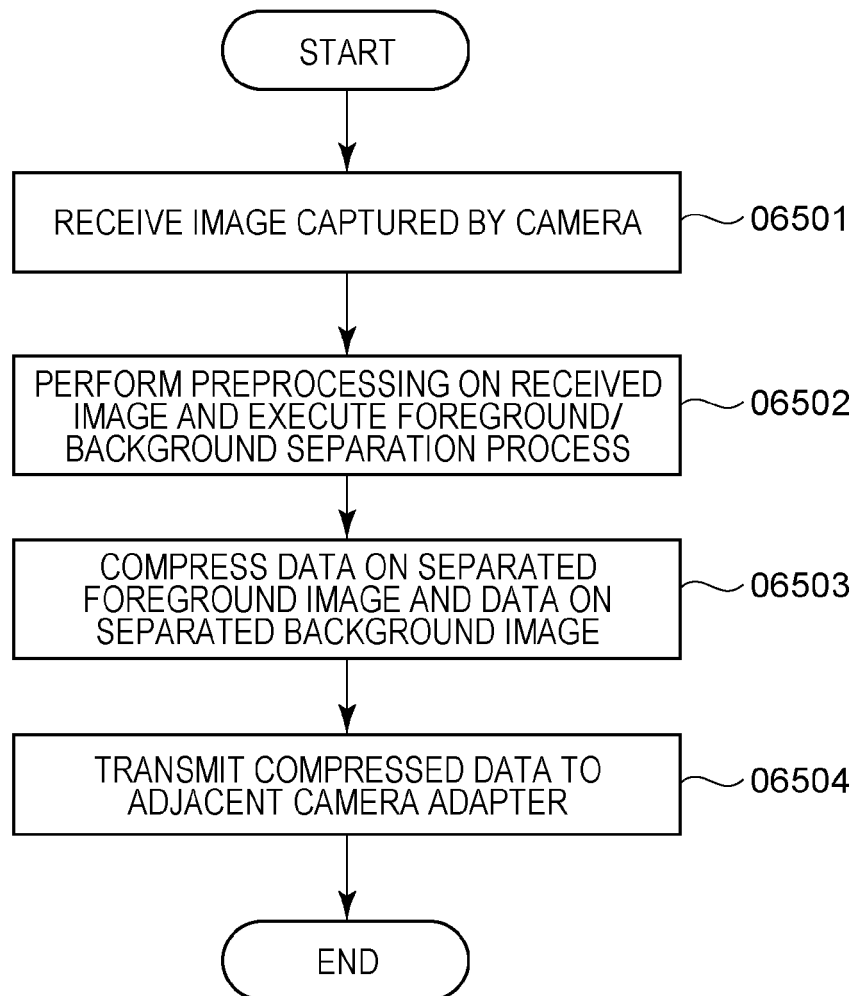 START
RECEIVE IMAGE CAPTURED BY CAMERA
06501
PERFORM PREPROCESSING ON RECEIVED
IMAGE AND EXECUTE FOREGROUND/
BACKGROUND SEPARATION PROCESS
06502
COMPRESS DATA ON SEPARATED
FOREGROUND IMAGE AND DATA ON
SEPARATED BACKGROUND IMAGE
06503
TRANSMIT COMPRESSED DATA TO
ADJACENT CAMERA ADAPTER
06504
END